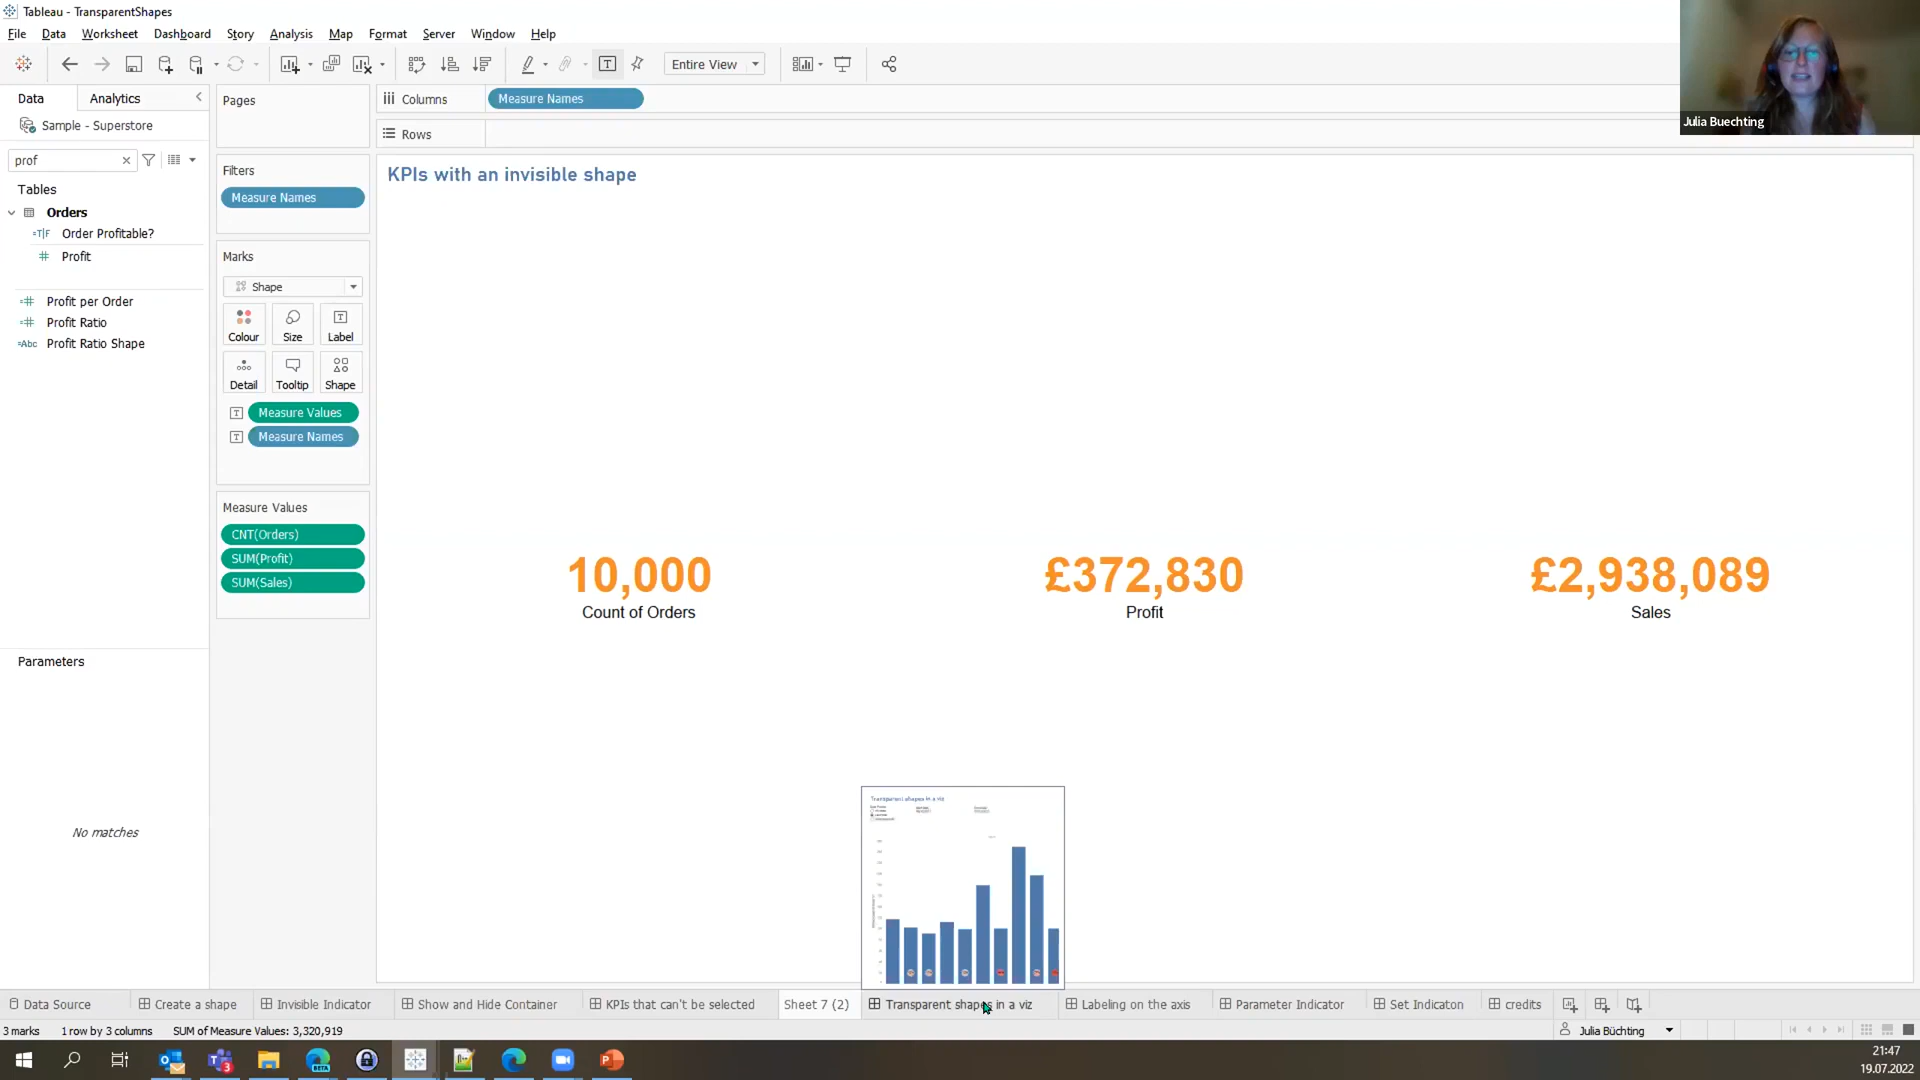 Tableau - TransparentShapes
File Data Worksheet Dashboard Story Analysis Map Format Server Window Help
Entire View
Julia Buechting
Data Analytics
Sample - Superstore
prof
Tables
Orders
=T|F Order Profitable?
Profit
Profit per Order
Profit Ratio
=Abc Profit Ratio Shape
Parameters
No matches
Pages
Filters
Measure Names
Marks
Shape
Colour Size Label
Detail Tooltip Shape
Measure Values
Measure Names
Measure Values
CNT(Orders)
SUM(Profit)
SUM(Sales)
Columns Measure Names
Rows
KPIs with an invisible shape
10,000 £372,830 £2,938,089
Count of Orders Profit Sales
Transparent shapes in a viz
Data Source Create a shape Invisible Indicator Show and Hide Container KPIs that can't be selected Sheet 7 (2) Transparent shapes in a viz Labeling on the axis Parameter Indicator Set Indicaton credits
3 marks 1 row by 3 columns SUM of Measure Values: 3,320,919 Julia Büchting
BETA 3
21:47
19.07.2022